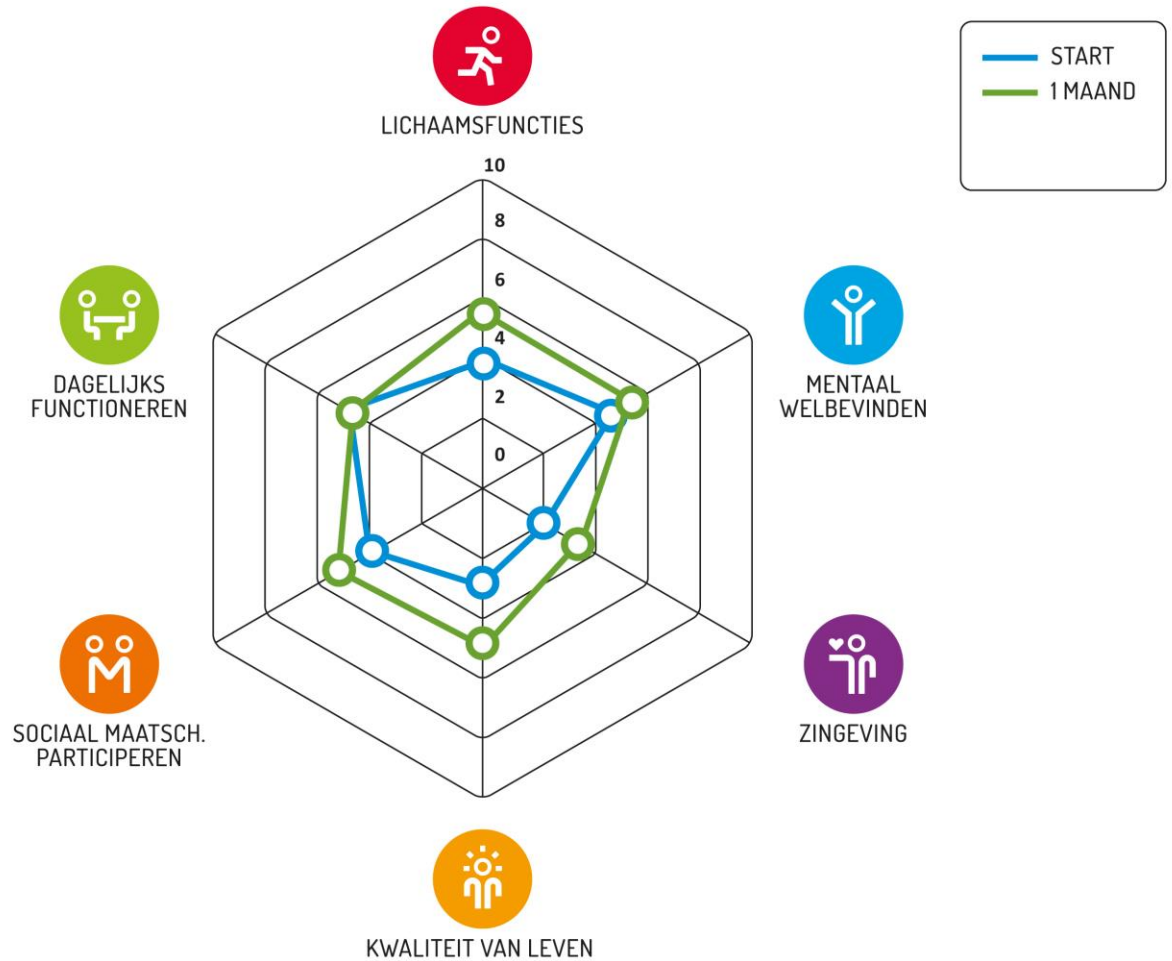 START
1 MAAND
LICHAAMSFUNCTIES
10
8
6
4
2
0
DAGELIJKS
FUNCTIONEREN
MENTAAL
WELBEVINDEN
SOCIAAL MAATSCH.
PARTICIPEREN
ZINGEVING
KWALITEIT VAN LEVEN